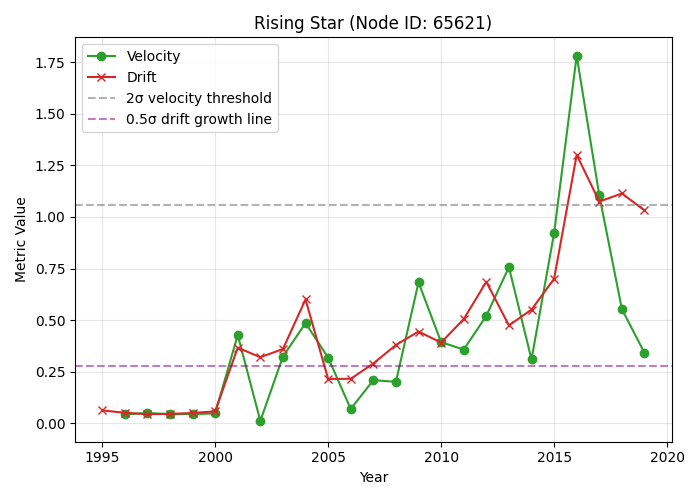 Rising Star (Node ID: 65621)
Velocity
Drift
2σ velocity threshold
0.5σ drift growth line
Metric Value
1.75
1.50
1.25
1.00
0.75
0.50
0.25
0.00
1995 2000 2005 2010 2015 2020
Year